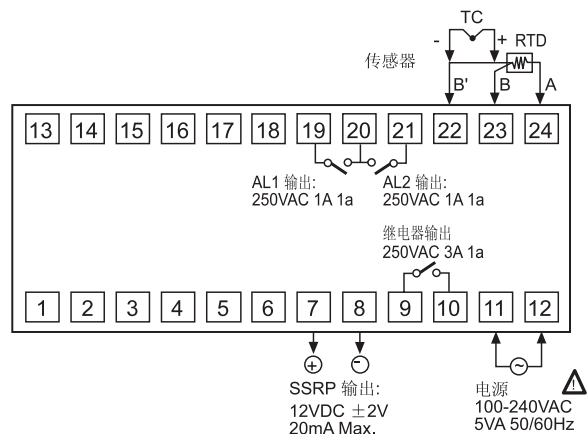 TC
- +
RTD
传感器
B' B A
13 14 15 16 17 18 19 20 21 22 23 24
AL1 输出:
250VAC 1A 1a
AL2 输出:
250VAC 1A 1a
继电器输出
250VAC 3A 1a
1 2 3 4 5 6 7 8 9 10 11 12
+ - ~
SSRP 输出:
12VDC ±2V
20mA Max.
电源
100-240VAC
5VA 50/60Hz
!